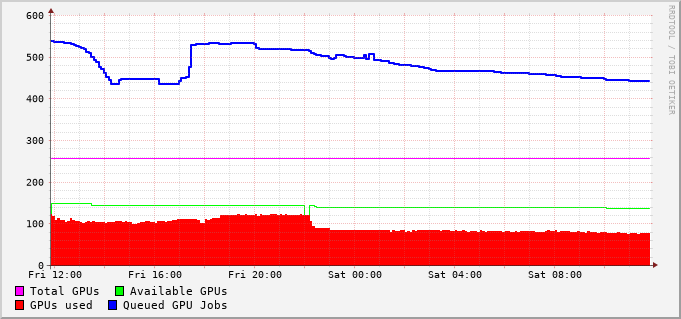 600
500
400
300
200
100
0
Fri 12:00 Fri 16:00 Fri 20:00 Sat 00:00 Sat 04:00 Sat 08:00
Total GPUs Available GPUs
GPUs used Queued GPU Jobs
RRDTOOL / TOBI OETIKER